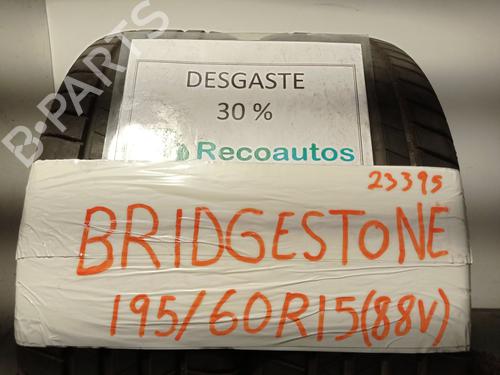 DESGASTE
30 %
Recoautos
23395
BRIDGESTONE
195/60R15(88V)
B-PARTS